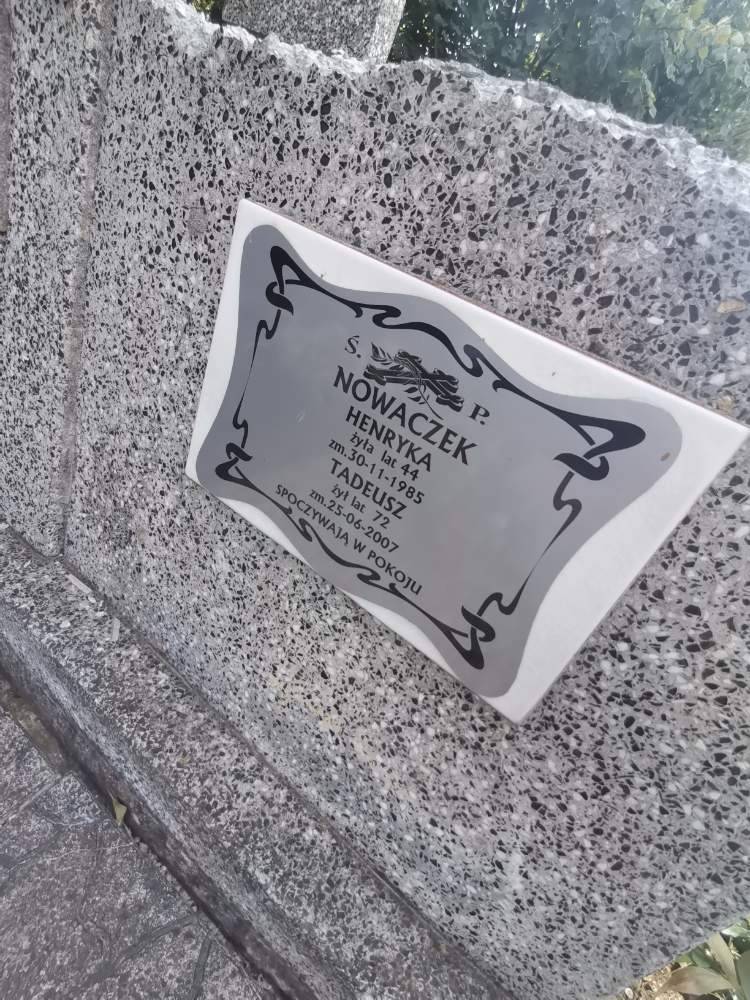 Ś. P.
NOWACZEK
HENRYKA
żyła lat 44
zm.30-11-1985
TADEUSZ
żył lat 72
zm.25-06-2007
SPOCZYWAJĄ W POKOJU